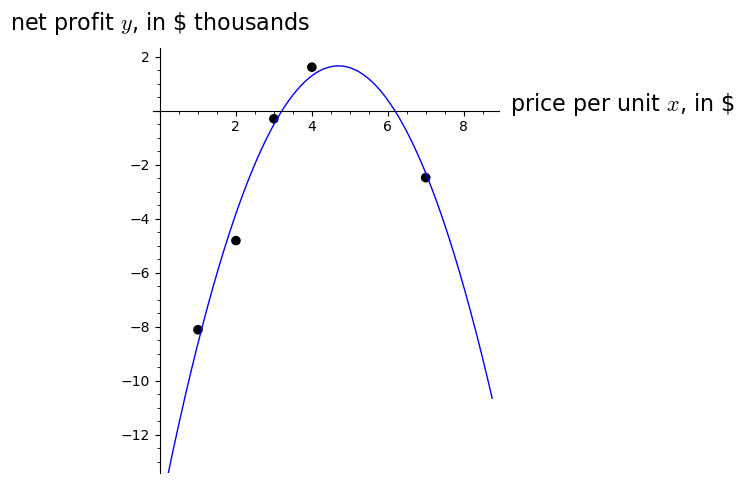 net profit y, in $ thousands
2
price per unit x, in $
2 4 6 8
−2
−4
−6
−8
−10
−12